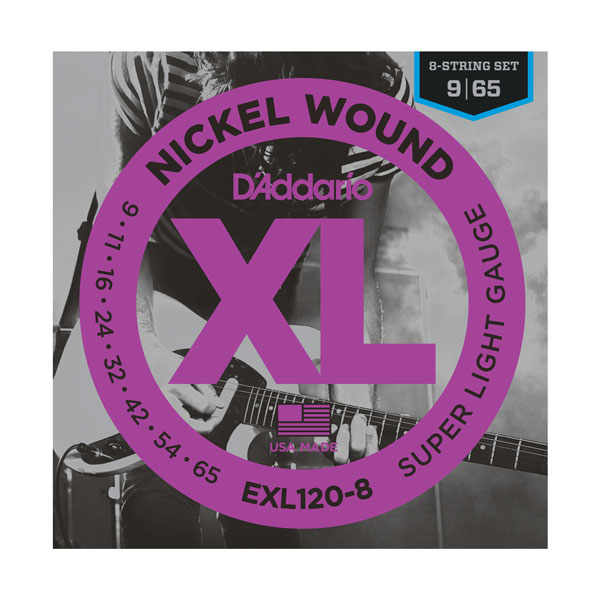 8-STRING SET
9|65
NICKEL WOUND
D'Addario
XL
9 • 11 • 16 • 24 • 32 • 42 • 54 • 65
SUPER LIGHT GAUGE
USA MADE
EXL120-8